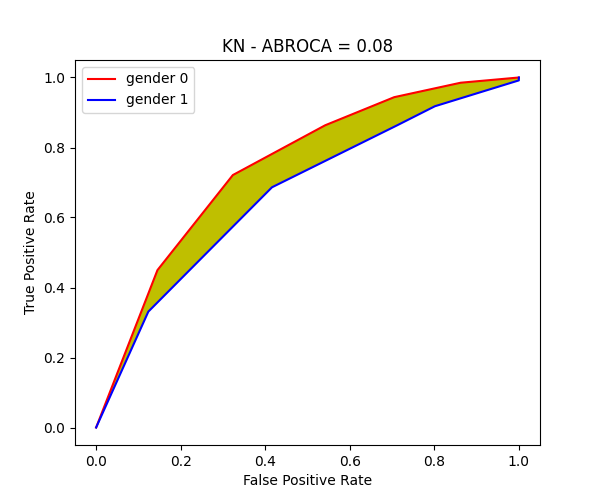 KN - ABROCA = 0.08
gender 0
gender 1
True Positive Rate
1.0
0.8
0.6
0.4
0.2
0.0
0.0 0.2 0.4 0.6 0.8 1.0
False Positive Rate